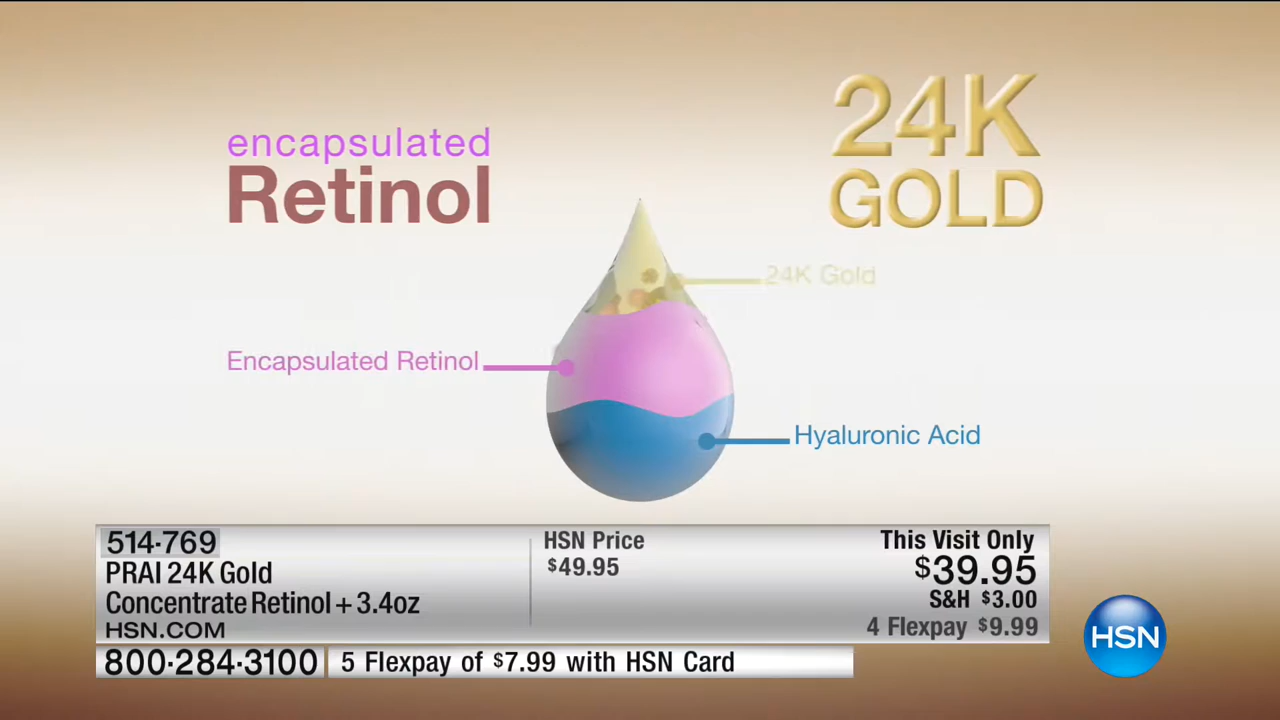 encapsulated
Retinol
24K
GOLD
24K Gold
Encapsulated Retinol
Hyaluronic Acid
514·769
PRAI 24K Gold
Concentrate Retinol + 3.4oz
HSN.COM
HSN Price
$49.95
This Visit Only
$39.95
S&H $3.00
4 Flexpay $9.99
800·284·3100
5 Flexpay of $7.99 with HSN Card
HSN